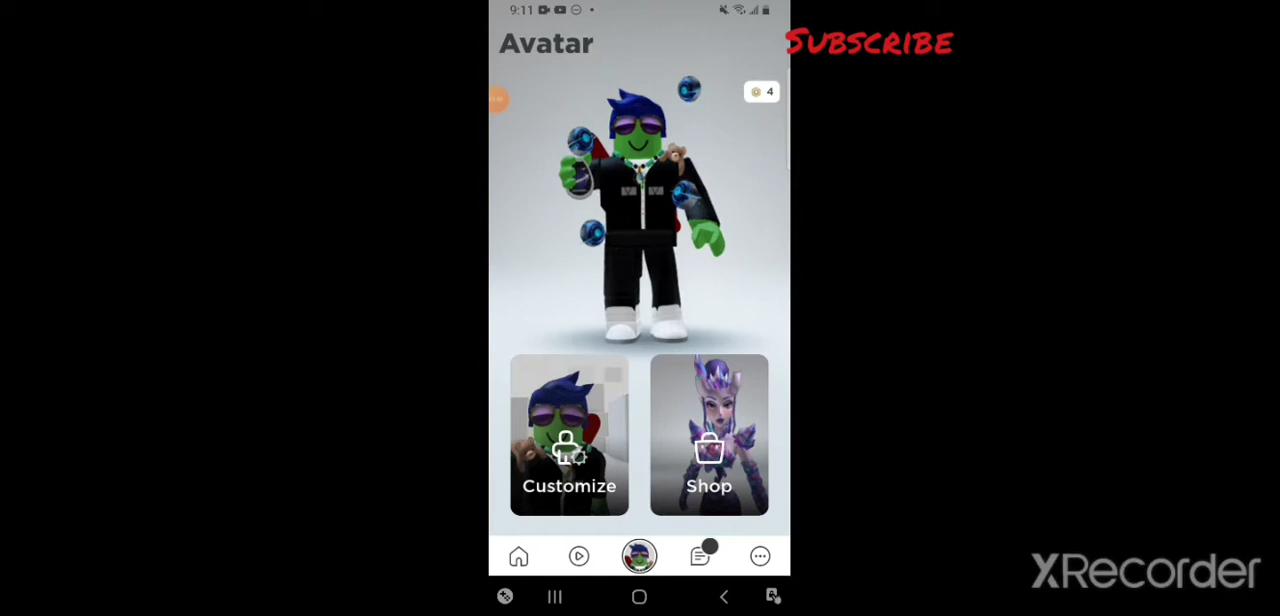 9:11
Avatar
SUBSCRIBE
4
Customize
Shop
XRecorder